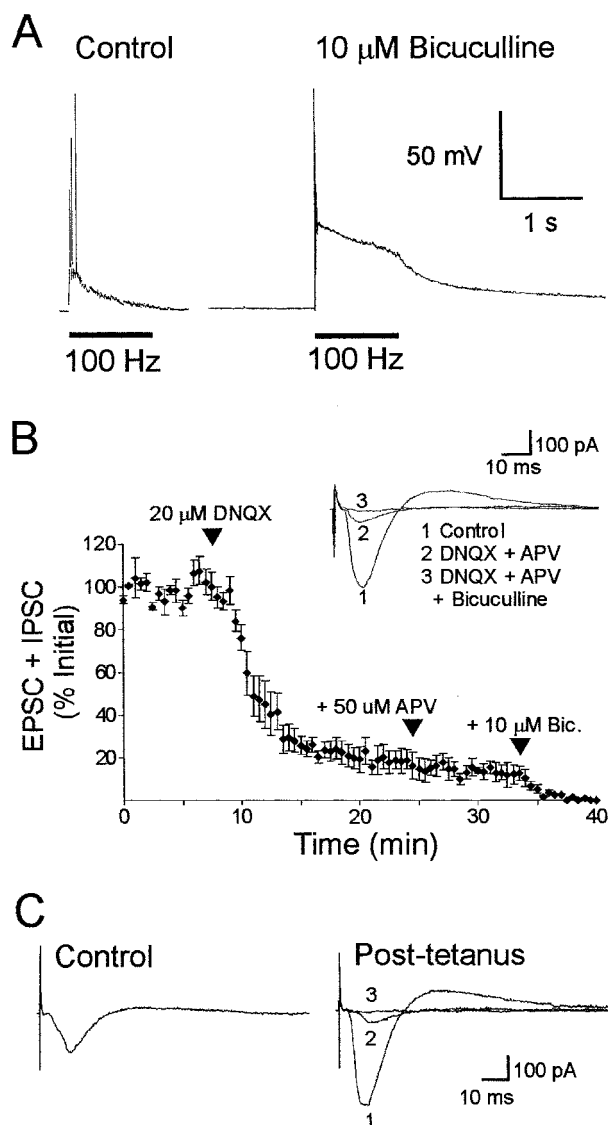 A
Control
10 μM Bicuculline
50 mV
1 s
100 Hz
100 Hz
B
100 pA
10 ms
20 μM DNQX
3
2
1
1 Control
2 DNQX + APV
3 DNQX + APV
+ Bicuculline
EPSC + IPSC
(% Initial)
120
100
80
60
40
20
+ 50 uM APV
+ 10 μM Bic.
0
10
20
30
40
Time (min)
C
Control
Post-tetanus
3
2
1
100 pA
10 ms